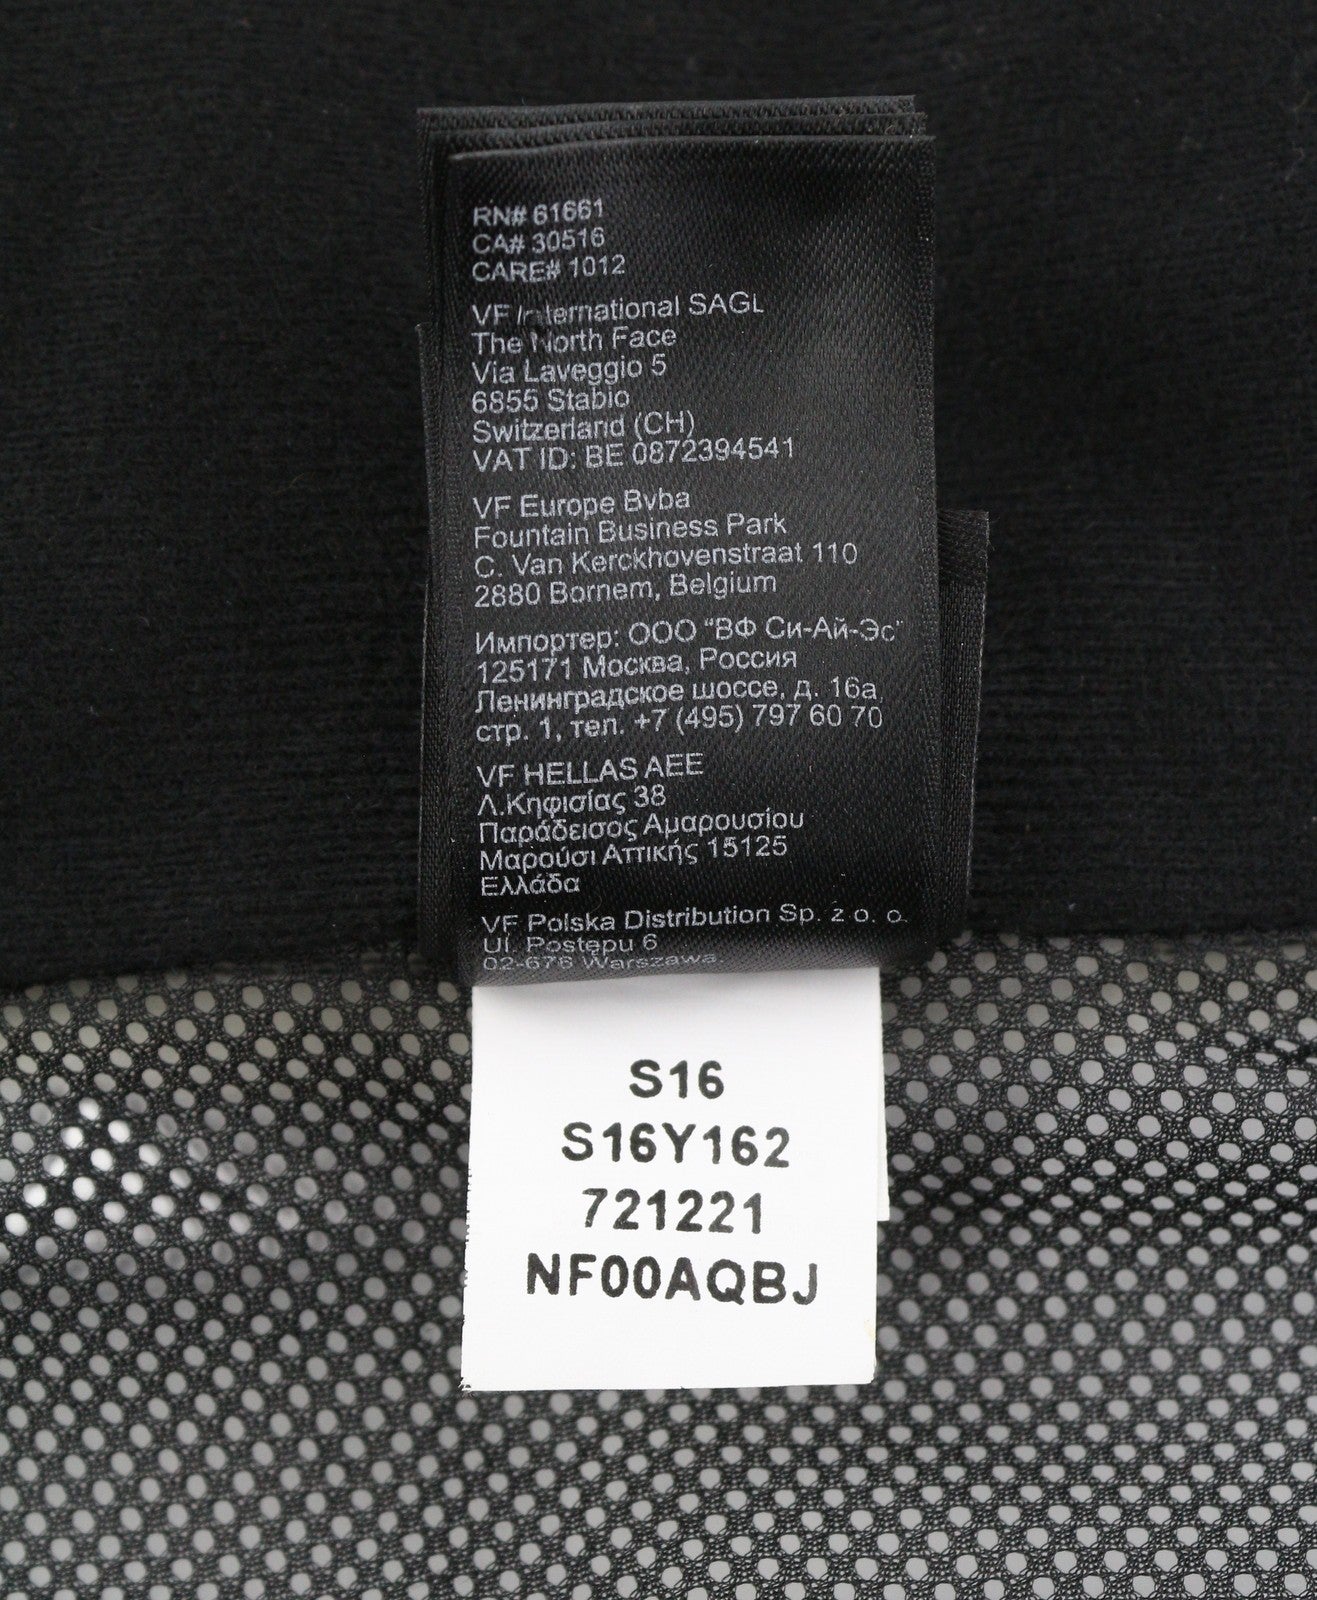 RN# 61661
CA# 30516
CARE# 1012
VF International SAGL
The North Face
Via Laveggio 5
6855 Stabio
Switzerland (CH)
VAT ID: BE 0872394541
VF Europe Bvba
Fountain Business Park
C. Van Kerckhovenstraat 110
2880 Bornem, Belgium
Импортер: ООО “ВФ Си-Ай-Эс”
125171 Москва, Россия
Ленинградское шоссе, д. 16а,
стр. 1, тел. +7 (495) 797 60 70
VF HELLAS AEE
Λ.Κηφισίας 38
Παράδεισος Αμαρουσίου
Μαρούσι Αττικής 15125
Ελλάδα
VF Polska Distribution Sp. z o. o.
Ul. Postępu 6
02-676 Warszawa.
S16
S16Y162
721221
NF00AQBJ